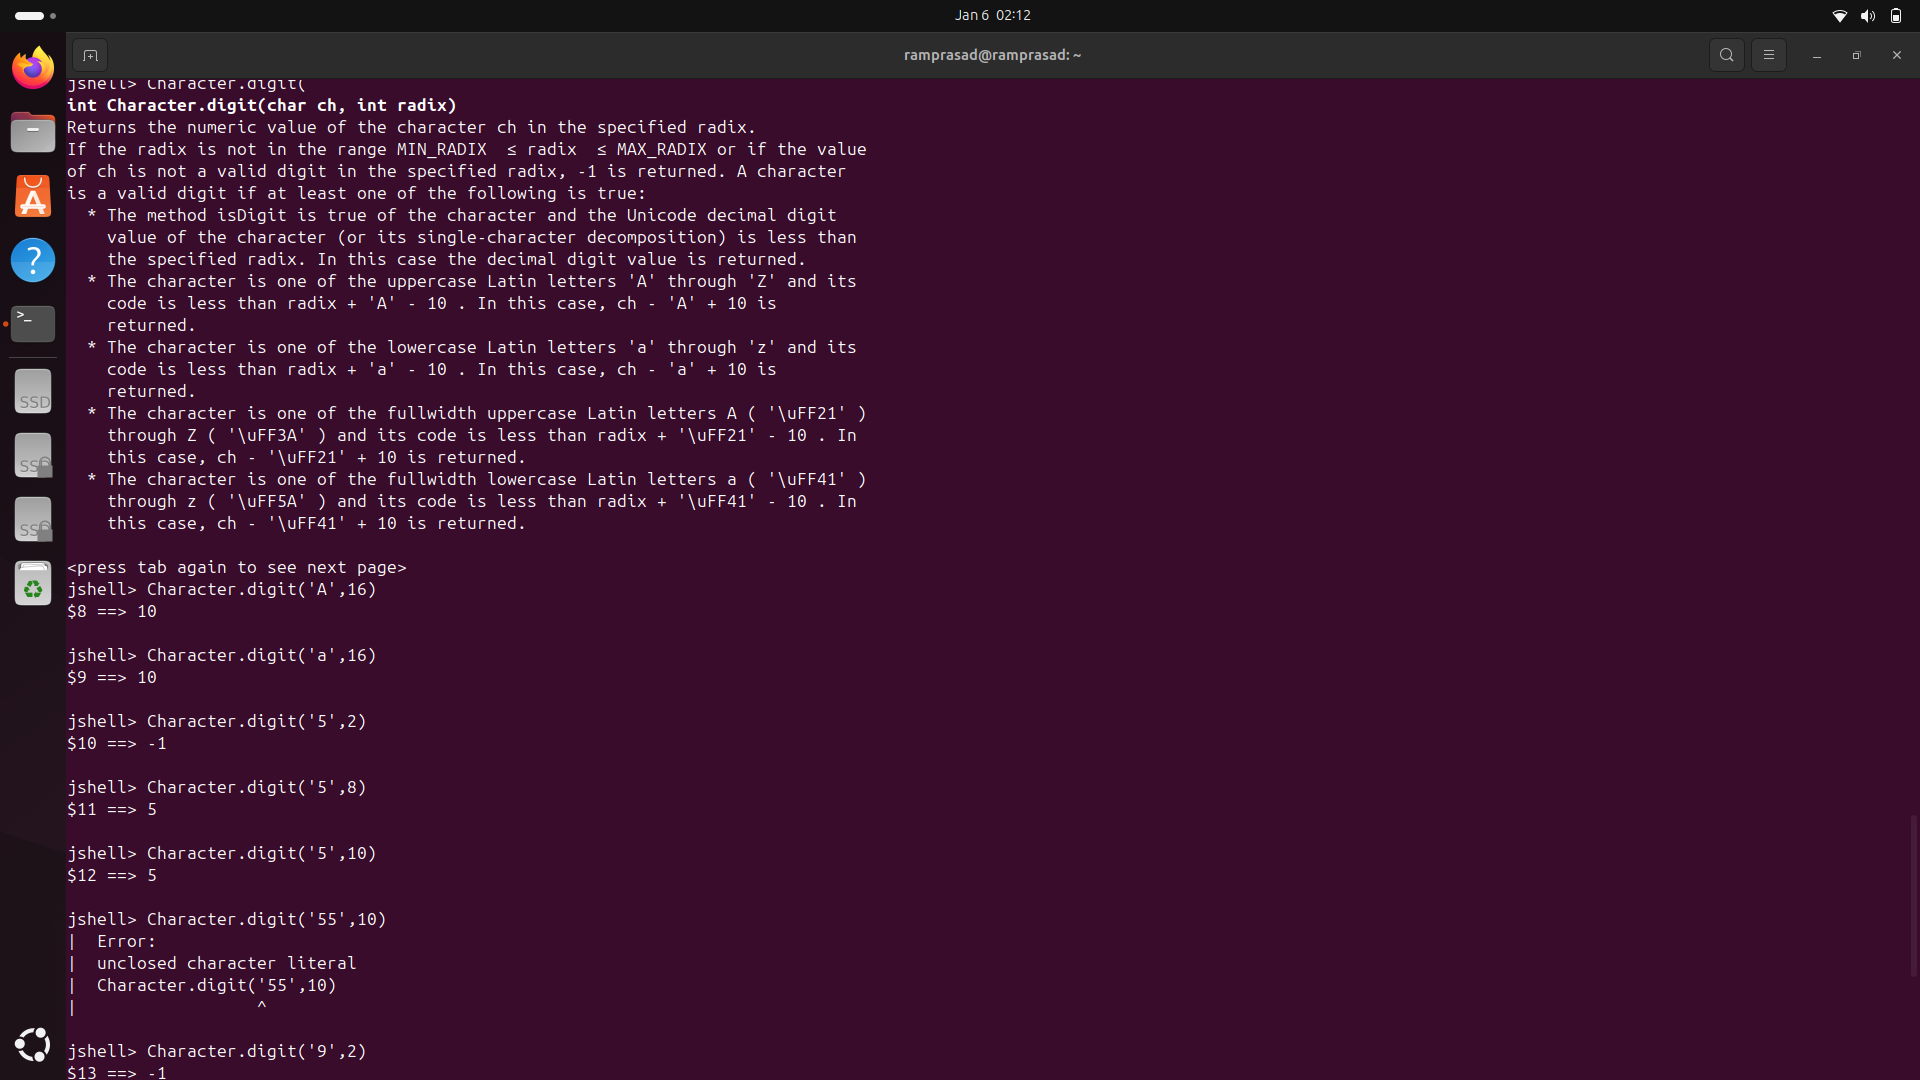 Jan 6 02:12
ramprasad@ramprasad: ~
jshell> Character.digit(
int Character.digit(char ch, int radix)
Returns the numeric value of the character ch in the specified radix.
If the radix is not in the range MIN_RADIX  ≤ radix  ≤ MAX_RADIX or if the value
of ch is not a valid digit in the specified radix, -1 is returned. A character
is a valid digit if at least one of the following is true:
  * The method isDigit is true of the character and the Unicode decimal digit
    value of the character (or its single-character decomposition) is less than
    the specified radix. In this case the decimal digit value is returned.
  * The character is one of the uppercase Latin letters 'A' through 'Z' and its
    code is less than radix + 'A' - 10 . In this case, ch - 'A' + 10 is
    returned.
  * The character is one of the lowercase Latin letters 'a' through 'z' and its
    code is less than radix + 'a' - 10 . In this case, ch - 'a' + 10 is
    returned.
  * The character is one of the fullwidth uppercase Latin letters A ( '\uFF21' )
    through Z ( '\uFF3A' ) and its code is less than radix + '\uFF21' - 10 . In
    this case, ch - '\uFF21' + 10 is returned.
  * The character is one of the fullwidth lowercase Latin letters a ( '\uFF41' )
    through z ( '\uFF5A' ) and its code is less than radix + '\uFF41' - 10 . In
    this case, ch - '\uFF41' + 10 is returned.
<press tab again to see next page>
jshell> Character.digit('A',16)
$8 ==> 10
jshell> Character.digit('a',16)
$9 ==> 10
jshell> Character.digit('5',2)
$10 ==> -1
jshell> Character.digit('5',8)
$11 ==> 5
jshell> Character.digit('5',10)
$12 ==> 5
jshell> Character.digit('55',10)
|  Error:
|  unclosed character literal
|  Character.digit('55',10)
|                   ^
jshell> Character.digit('9',2)
$13 ==> -1
SSD
SS
SS